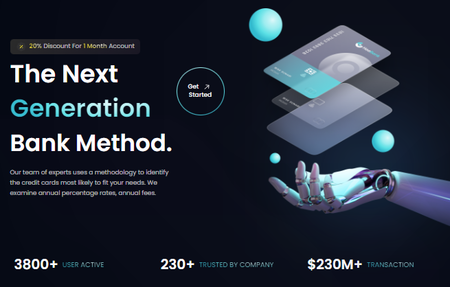 20% Discount For 1 Month Account
The Next
Get
Started
Generation
Bank Method.
Our team of experts uses a methodology to identify
the credit cards most likely to fit your needs. We
examine annual percentage rates, annual fees.
3800+ USER ACTIVE
230+ TRUSTED BY COMPANY
$230M+ TRANSACTION